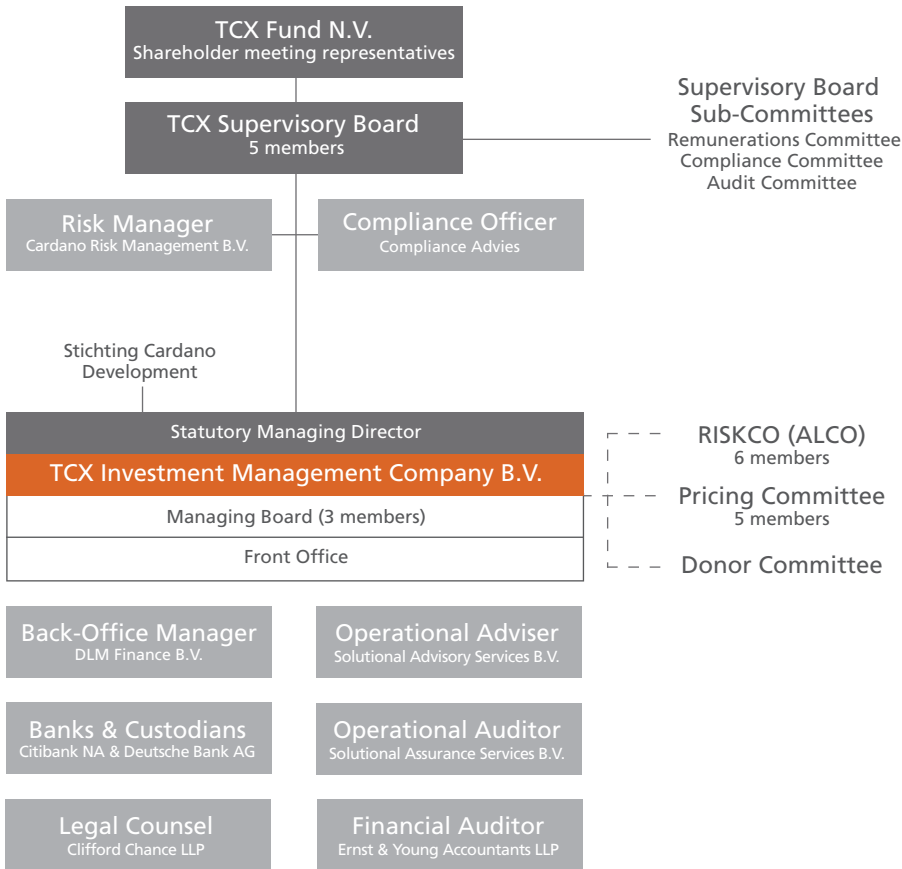 TCX Fund N.V.
Shareholder meeting representatives
TCX Supervisory Board
5 members
Supervisory Board
Sub-Committees
Remunerations Committee
Compliance Committee
Audit Committee
Risk Manager
Cardano Risk Management B.V.
Compliance Officer
Compliance Advies
Stichting Cardano
Development
Statutory Managing Director
TCX Investment Management Company B.V.
Managing Board (3 members)
Front Office
RISKCO (ALCO)
6 members
Pricing Committee
5 members
Donor Committee
Back-Office Manager
DLM Finance B.V.
Operational Adviser
Solutional Advisory Services B.V.
Banks & Custodians
Citibank NA & Deutsche Bank AG
Operational Auditor
Solutional Assurance Services B.V.
Legal Counsel
Clifford Chance LLP
Financial Auditor
Ernst & Young Accountants LLP